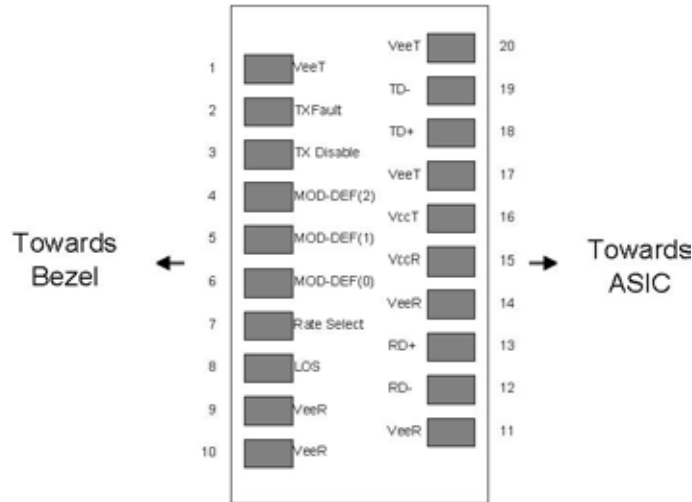 Towards
Bezel
1 VeeT
2 TXFault
3 TX Disable
4 MOD-DEF(2)
5 MOD-DEF(1)
6 MOD-DEF(0)
7 Rate Select
8 LOS
9 VeeR
10 VeeR
VeeT 20
TD- 19
TD+ 18
VeeT 17
VccT 16
VccR 15
VeeR 14
RD+ 13
RD- 12
VeeR 11
Towards
ASIC